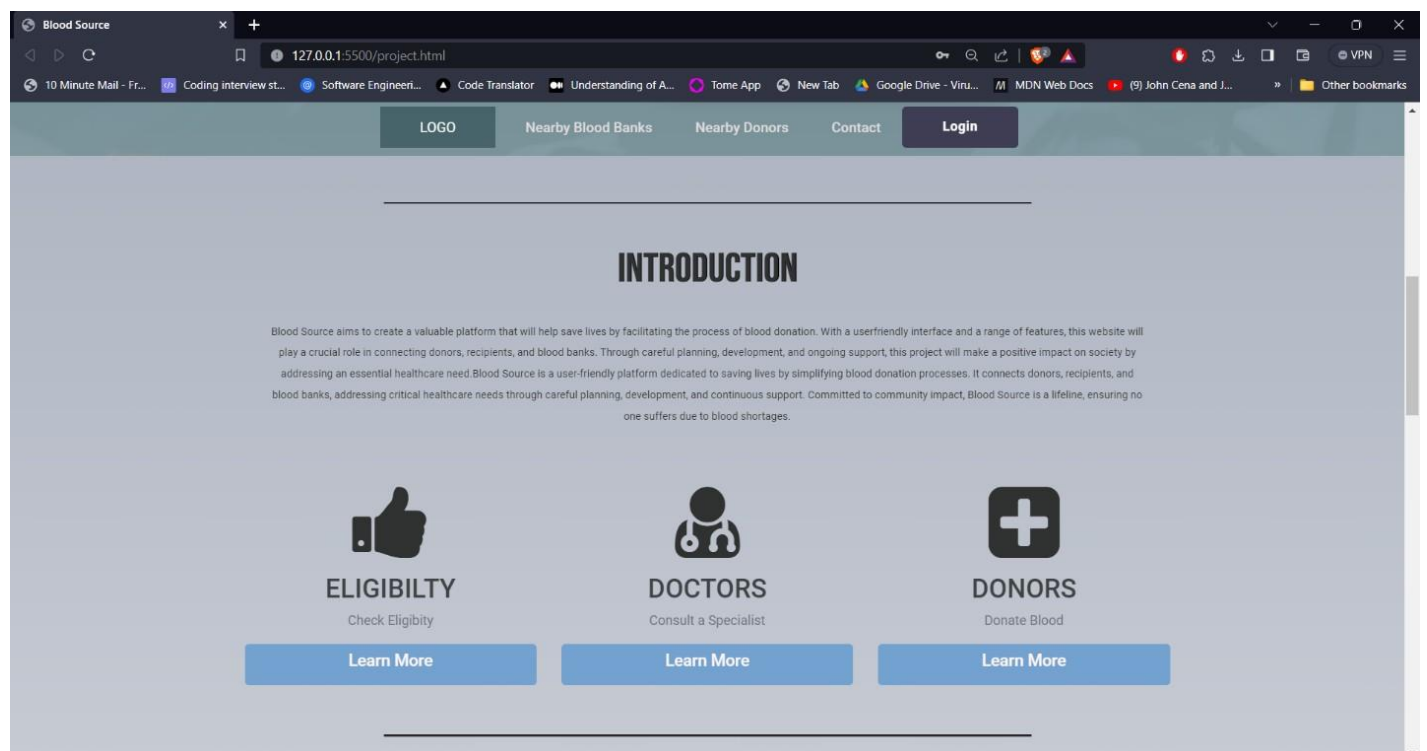 Blood Source
127.0.0.1:5500/project.html
VPN
10 Minute Mail - Fr... Coding interview st... Software Engineeri... Code Translator Understanding of A... Tome App New Tab Google Drive - Viru... MDN Web Docs (9) John Cena and J... » Other bookmarks
LOGO Nearby Blood Banks Nearby Donors Contact Login
INTRODUCTION
Blood Source aims to create a valuable platform that will help save lives by facilitating the process of blood donation. With a userfriendly interface and a range of features, this website will
play a crucial role in connecting donors, recipients, and blood banks. Through careful planning, development, and ongoing support, this project will make a positive impact on society by
addressing an essential healthcare need.Blood Source is a user-friendly platform dedicated to saving lives by simplifying blood donation processes. It connects donors, recipients, and
blood banks, addressing critical healthcare needs through careful planning, development, and continuous support. Committed to community impact, Blood Source is a lifeline, ensuring no
one suffers due to blood shortages.
ELIGIBILTY DOCTORS DONORS
Check Eligibity Consult a Specialist Donate Blood
Learn More Learn More Learn More